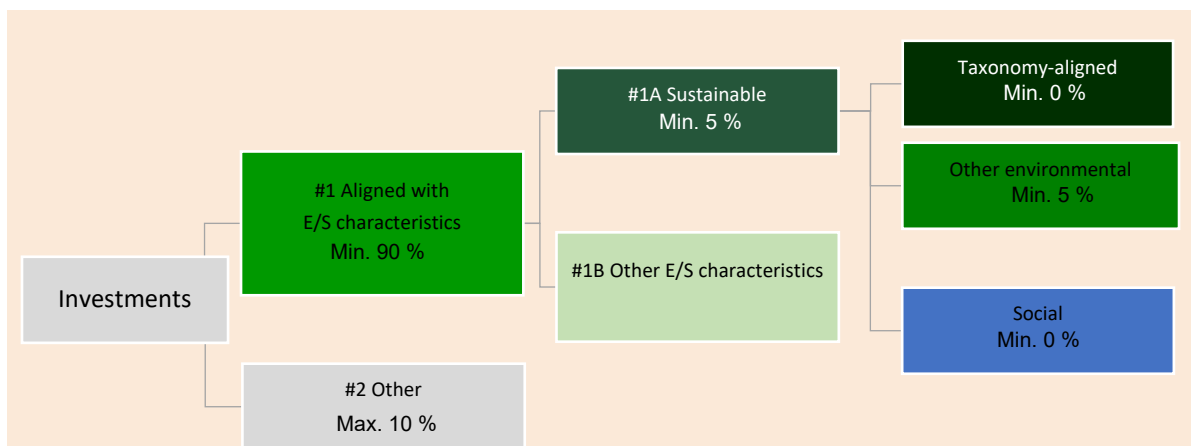 Investments
#1 Aligned with
E/S characteristics
Min. 90 %
#2 Other
Max. 10 %
#1A Sustainable
Min. 5 %
#1B Other E/S characteristics
Taxonomy-aligned
Min. 0 %
Other environmental
Min. 5 %
Social
Min. 0 %